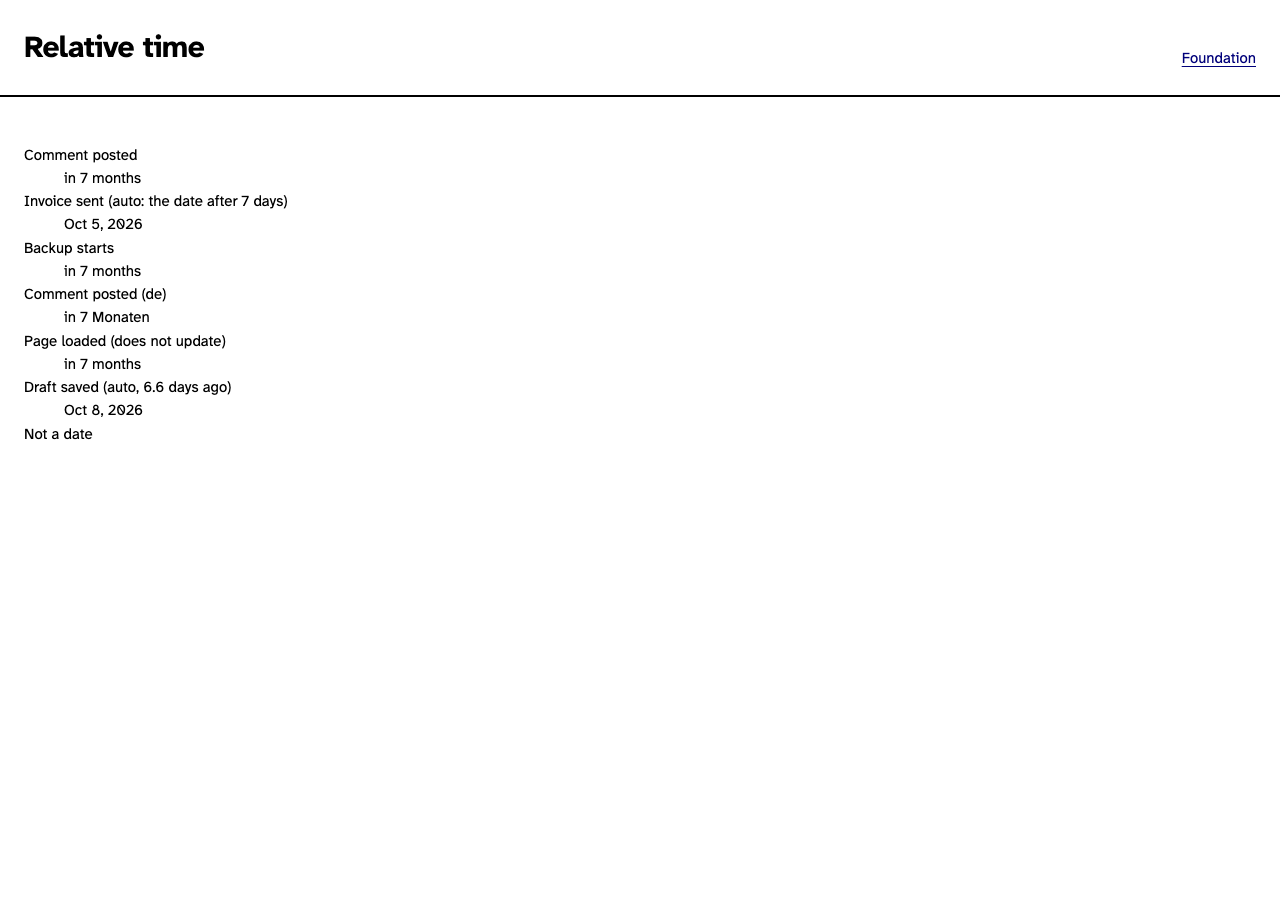 Relative time
Foundation
Comment posted
in 7 months
Invoice sent (auto: the date after 7 days)
Oct 5, 2026
Backup starts
in 7 months
Comment posted (de)
in 7 Monaten
Page loaded (does not update)
in 7 months
Draft saved (auto, 6.6 days ago)
Oct 8, 2026
Not a date